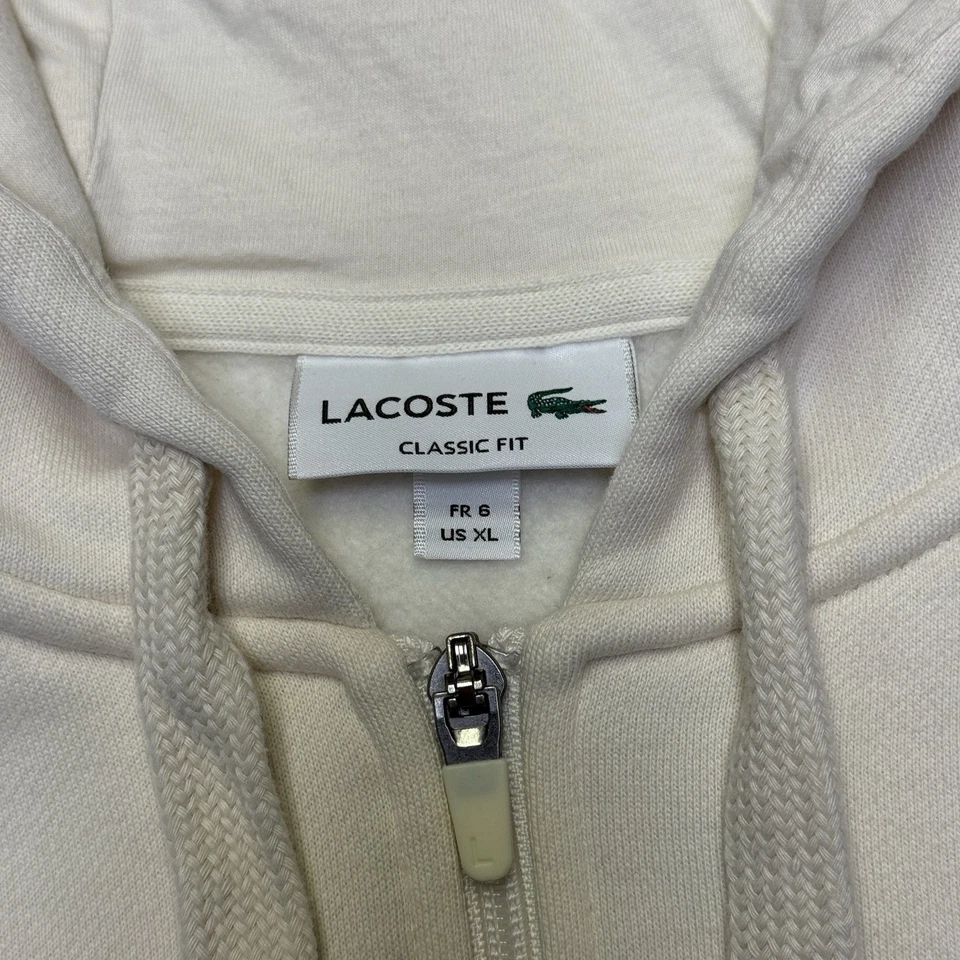 LACOSTE
CLASSIC FIT
FR 6
US XL